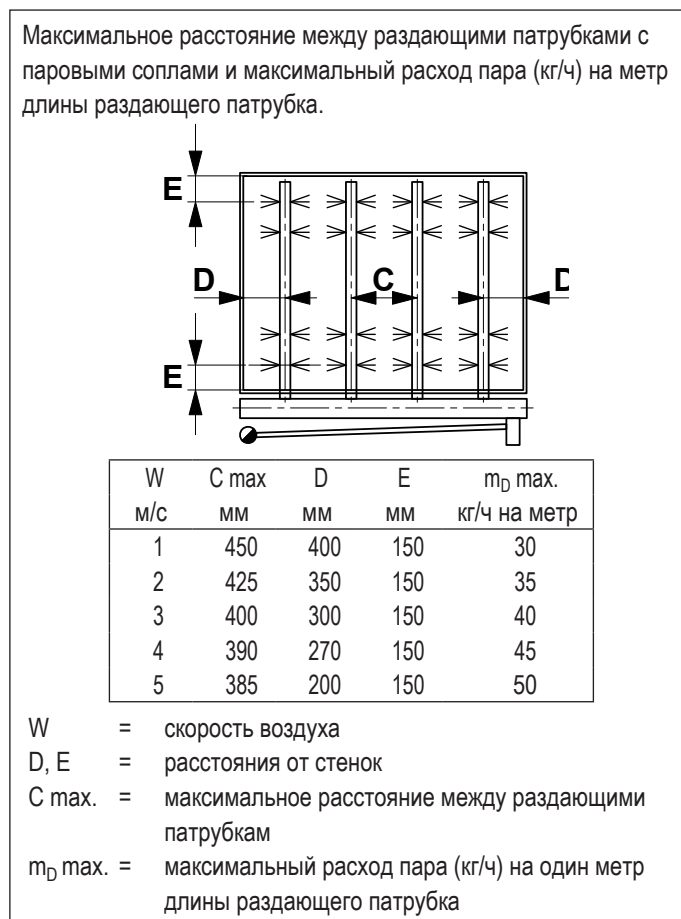 Максимальное расстояние между раздающими патрубками с
паровыми соплами и максимальный расход пара (кг/ч) на метр
длины раздающего патрубка.
E
D C D
E
W C max D E m_D max.
м/с мм мм мм кг/ч на метр
1 450 400 150 30
2 425 350 150 35
3 400 300 150 40
4 390 270 150 45
5 385 200 150 50
W = скорость воздуха
D, E = расстояния от стенок
C max. = максимальное расстояние между раздающими
патрубкам
m_D max. = максимальный расход пара (кг/ч) на один метр
длины раздающего патрубка